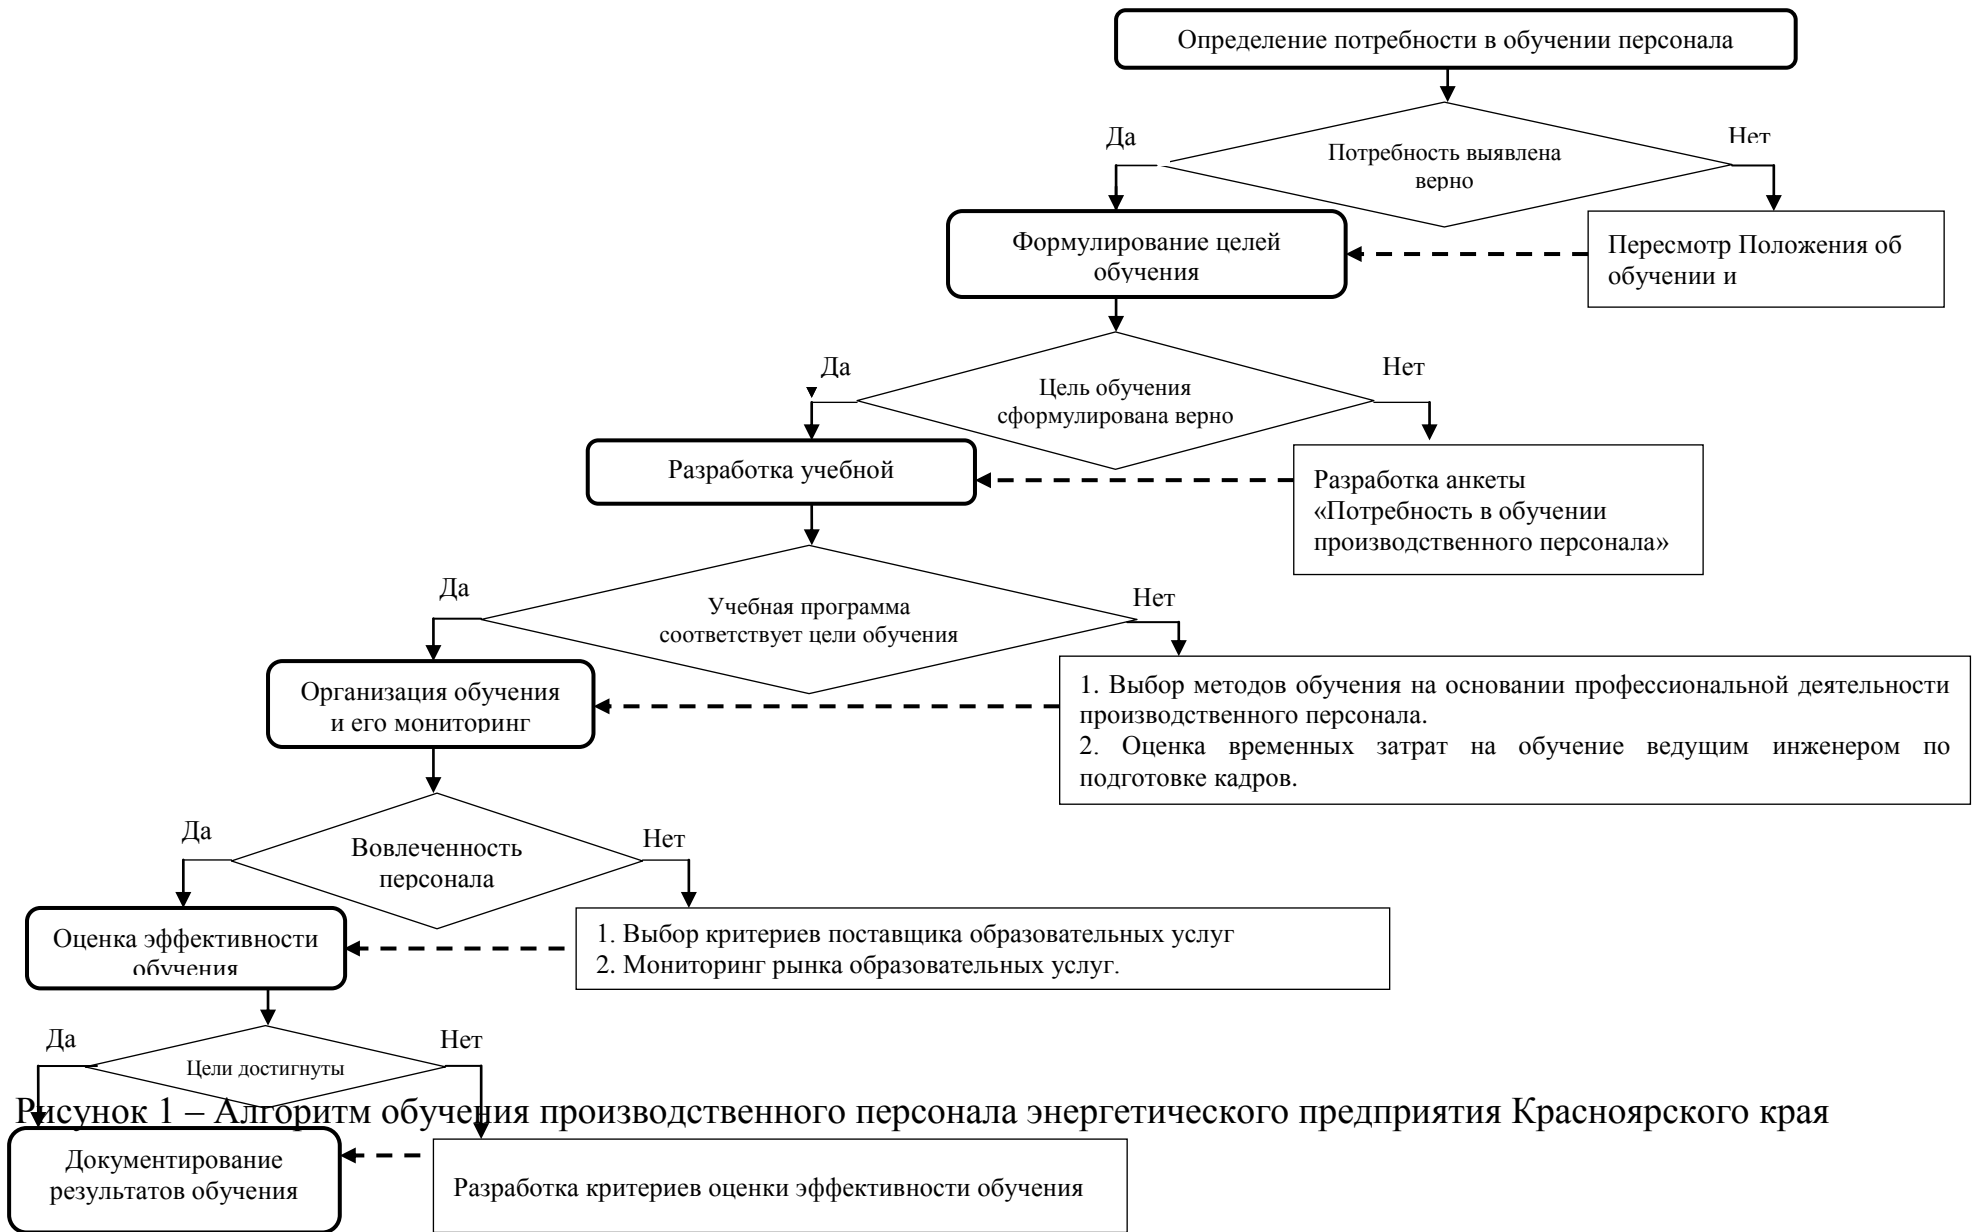 Определение потребности в обучении персонала
Да
Нет
Потребность выявлена
верно
Формулирование целей
обучения
Пересмотр Положения об
обучении и
Да
Нет
Цель обучения
сформулирована верно
Разработка учебной
Разработка анкеты
«Потребность в обучении
производственного персонала»
Да
Нет
Учебная программа
соответствует цели обучения
Организация обучения
и его мониторинг
1. Выбор методов обучения на основании профессиональной деятельности
производственного персонала.
2. Оценка временных затрат на обучение ведущим инженером по
подготовке кадров.
Да
Нет
Вовлеченность
персонала
Оценка эффективности
обучения
1. Выбор критериев поставщика образовательных услуг
2. Мониторинг рынка образовательных услуг.
Да
Нет
Цели достигнуты
Рисунок 1 – Алгоритм обучения производственного персонала энергетического предприятия Красноярского края
Документирование
результатов обучения
Разработка критериев оценки эффективности обучения